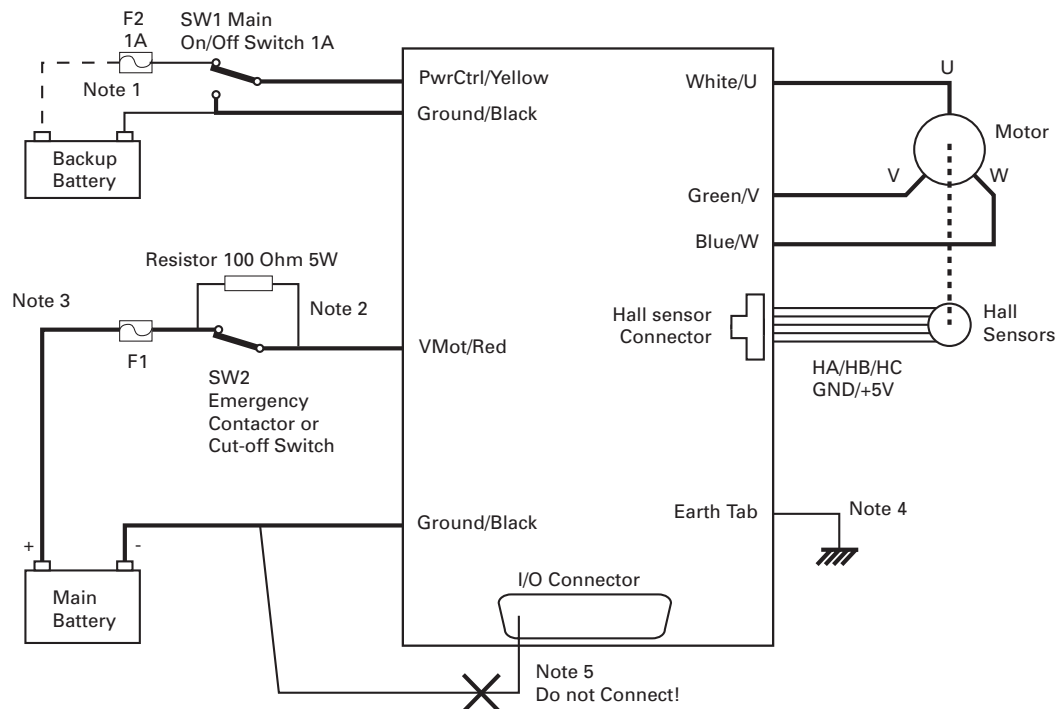 F2
1A
SW1 Main
On/Off Switch 1A
Note 1
Backup
Battery
PwrCtrl/Yellow
Ground/Black
White/U
U
Motor
V
W
Green/V
Blue/W
Resistor 100 Ohm 5W
Note 3
Note 2
F1
VMot/Red
SW2
Emergency
Contactor or
Cut-off Switch
Hall sensor
Connector
Hall
Sensors
HA/HB/HC
GND/+5V
Ground/Black
Earth Tab
Note 4
+
-
Main
Battery
I/O Connector
Note 5
Do not Connect!